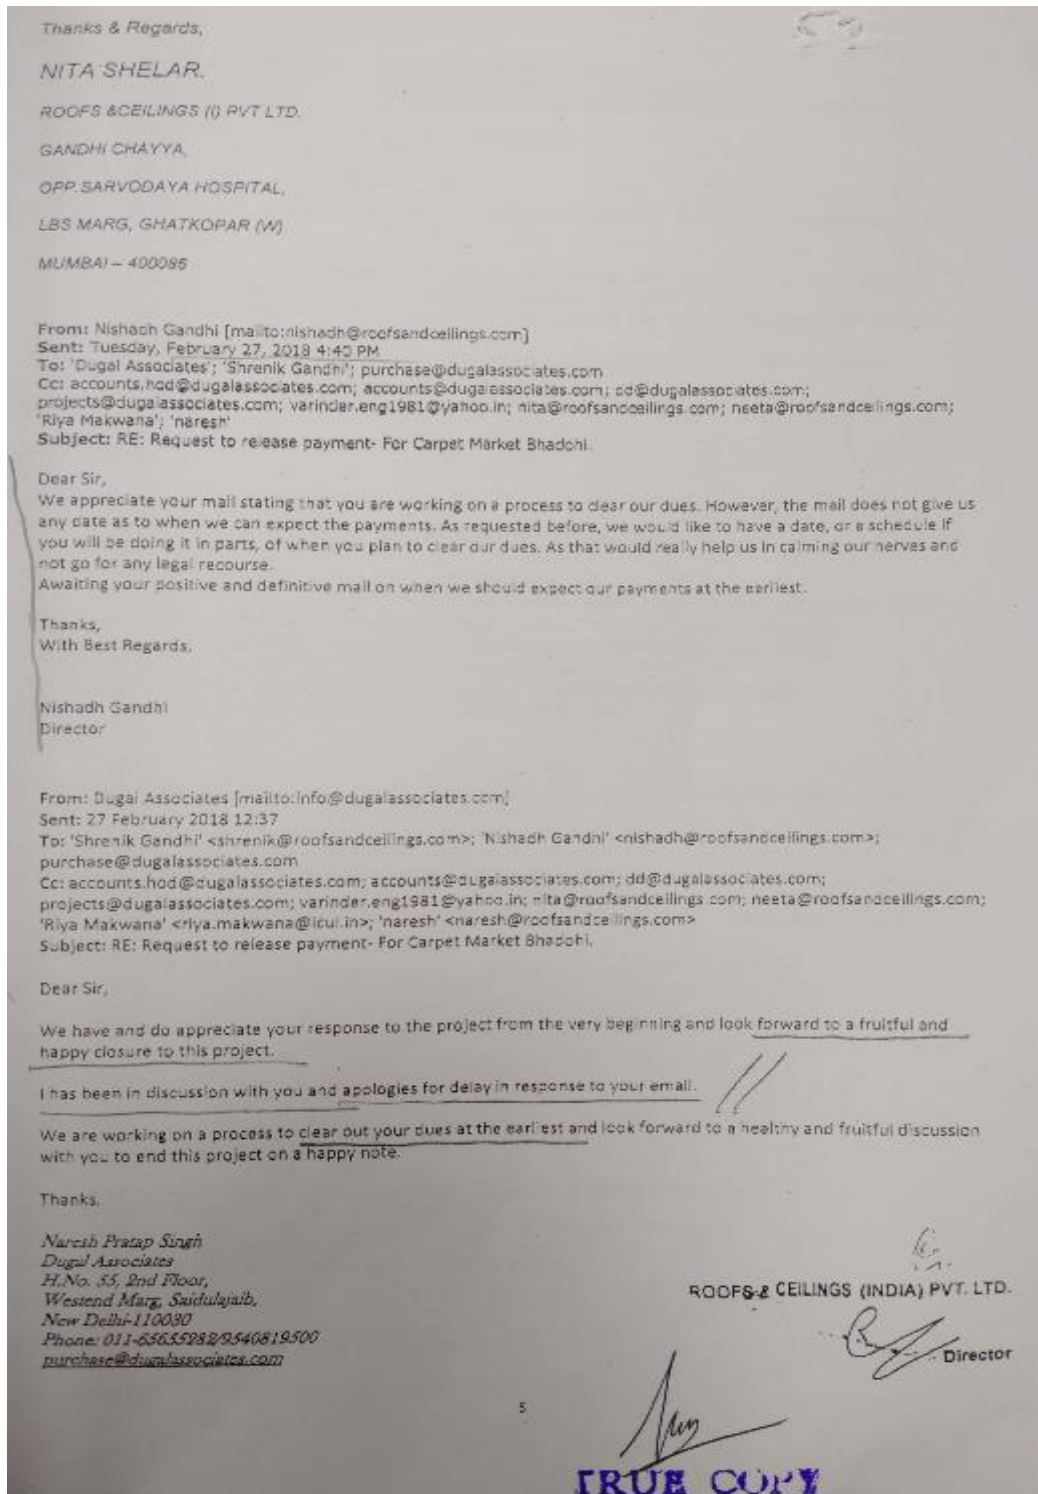 Thanks & Regards,
NITA SHELAR.
ROOFS &CEILINGS (I) PVT LTD.
GANDHI CHAYYA,
OPP.SARVODAYA HOSPITAL,
LBS MARG, GHATKOPAR (W)
MUMBAI – 400086
From: Nishadh Gandhi [mailto:nishadh@roofsandceilings.com]
Sent: Tuesday, February 27, 2018 4:40 PM
To: 'Dugal Associates'; 'Shrenik Gandhi'; purchase@dugalassociates.com
Cc: accounts.hod@dugalassociates.com; accounts@dugalassociates.com; dd@dugalassociates.com;
projects@dugalassociates.com; varinder.eng1981@yahoo.in; nita@roofsandceilings.com; neeta@roofsandceilings.com;
'Riya Makwana'; 'naresh'
Subject: RE: Request to release payment- For Carpet Market Bhadohi.
Dear Sir,
We appreciate your mail stating that you are working on a process to clear our dues. However, the mail does not give us
any date as to when we can expect the payments. As requested before, we would like to have a date, or a schedule if
you will be doing it in parts, of when you plan to clear our dues. As that would really help us in calming our nerves and
not go for any legal recourse.
Awaiting your positive and definitive mail on when we should expect our payments at the earliest.
Thanks,
With Best Regards,
Nishadh Gandhi
Director
From: Dugal Associates [mailto:info@dugalassociates.com]
Sent: 27 February 2018 12:37
To: 'Shrenik Gandhi' <shrenik@roofsandceilings.com>; 'Nishadh Gandhi' <nishadh@roofsandceilings.com>;
purchase@dugalassociates.com
Cc: accounts.hod@dugalassociates.com; accounts@dugalassociates.com; dd@dugalassociates.com;
projects@dugalassociates.com; varinder.eng1981@yahoo.in; nita@roofsandceilings.com; neeta@roofsandceilings.com;
'Riya Makwana' <riya.makwana@icul.in>; 'naresh' <naresh@roofsandceilings.com>
Subject: RE: Request to release payment- For Carpet Market Bhadohi.
Dear Sir,
We have and do appreciate your response to the project from the very beginning and look forward to a fruitful and
happy closure to this project.
I has been in discussion with you and apologies for delay in response to your email.
We are working on a process to clear out your dues at the earliest and look forward to a healthy and fruitful discussion
with you to end this project on a happy note.
Thanks.
Naresh Pratap Singh
Dugal Associates
H.No. 55, 2nd Floor,
Westend Marg, Saidulajaib,
New Delhi-110030
Phone: 011-65655282/9540819500
purchase@dugalassociates.com
ROOFS & CEILINGS (INDIA) PVT. LTD.
Director
5
TRUE COPY